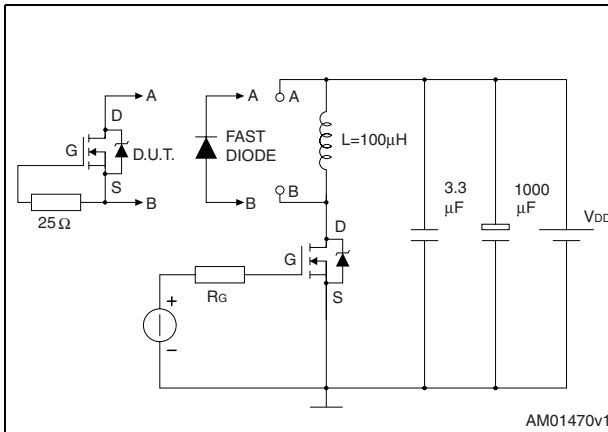 A
A
A
D
G
D.U.T.
FAST
DIODE
L=100µH
S
B
B
B
25 Ω
3.3
µF
1000
µF
VDD
D
G
RG
S
+
−
AM01470v1